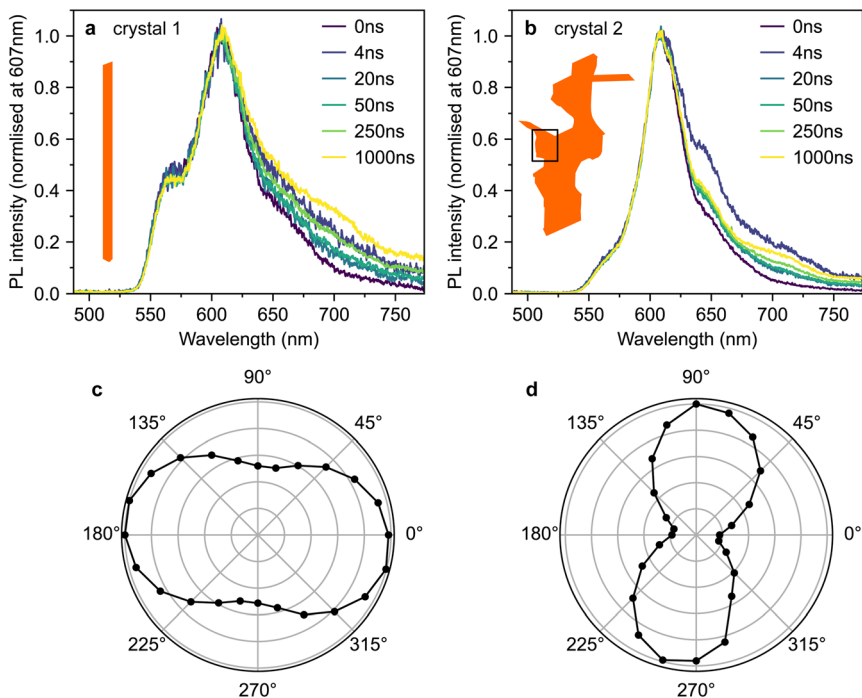 a crystal 1
0ns
4ns
20ns
50ns
250ns
1000ns
PL intensity (normlised at 607nm)
1.0
0.8
0.6
0.4
0.2
0.0
500 550 600 650 700 750
Wavelength (nm)
b crystal 2
0ns
4ns
20ns
50ns
250ns
1000ns
PL intensity (normlised at 607nm)
1.0
0.8
0.6
0.4
0.2
0.0
500 550 600 650 700 750
Wavelength (nm)
c
90°
135° 45°
180° 0°
225° 315°
270°
d
90°
135° 45°
180° 0°
225° 315°
270°